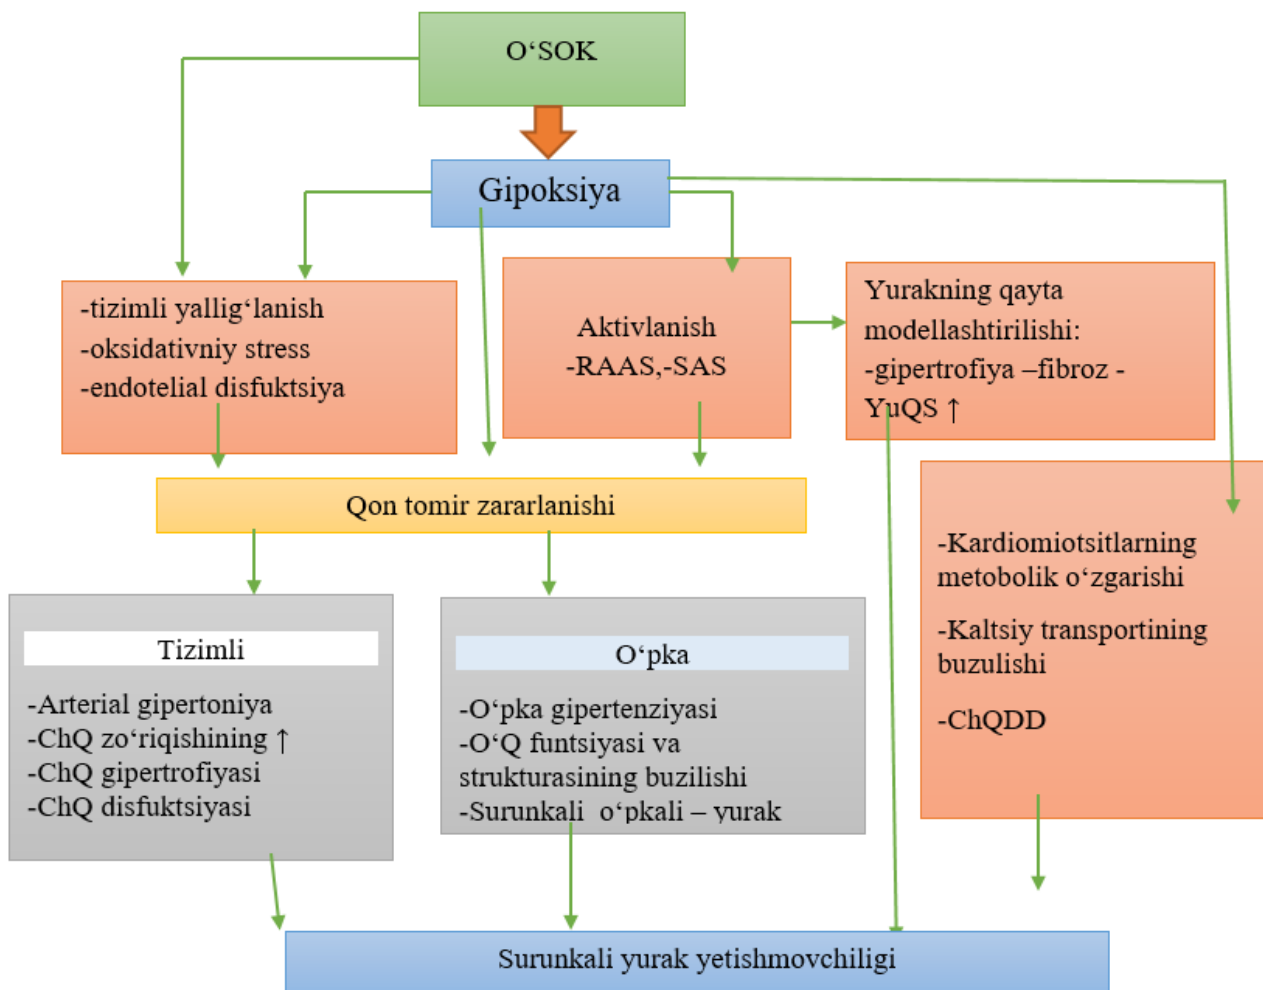 O‘SOK
Gipoksiya
-tizimli yallig‘lanish
-oksidativniy stress
-endotelial disfuktsiya
Aktivlanish
-RAAS,-SAS
Yurakning qayta
modellashtirilishi:
-gipertrofiya –fibroz -
YuQS ↑
Qon tomir zararlanishi
-Kardiomiotsitlarning
metobolik o‘zgarishi
-Kaltsiy transportining
buzulishi
-ChQDD
Tizimli
-Arterial gipertoniya
-ChQ zo‘riqishining ↑
-ChQ gipertrofiyasi
-ChQ disfuktsiyasi
O‘pka
-O‘pka gipertenziyasi
-O‘Q funtsiyasi va
strukturasining buzilishi
-Surunkali o‘pkali – yurak
Surunkali yurak yetishmovchiligi